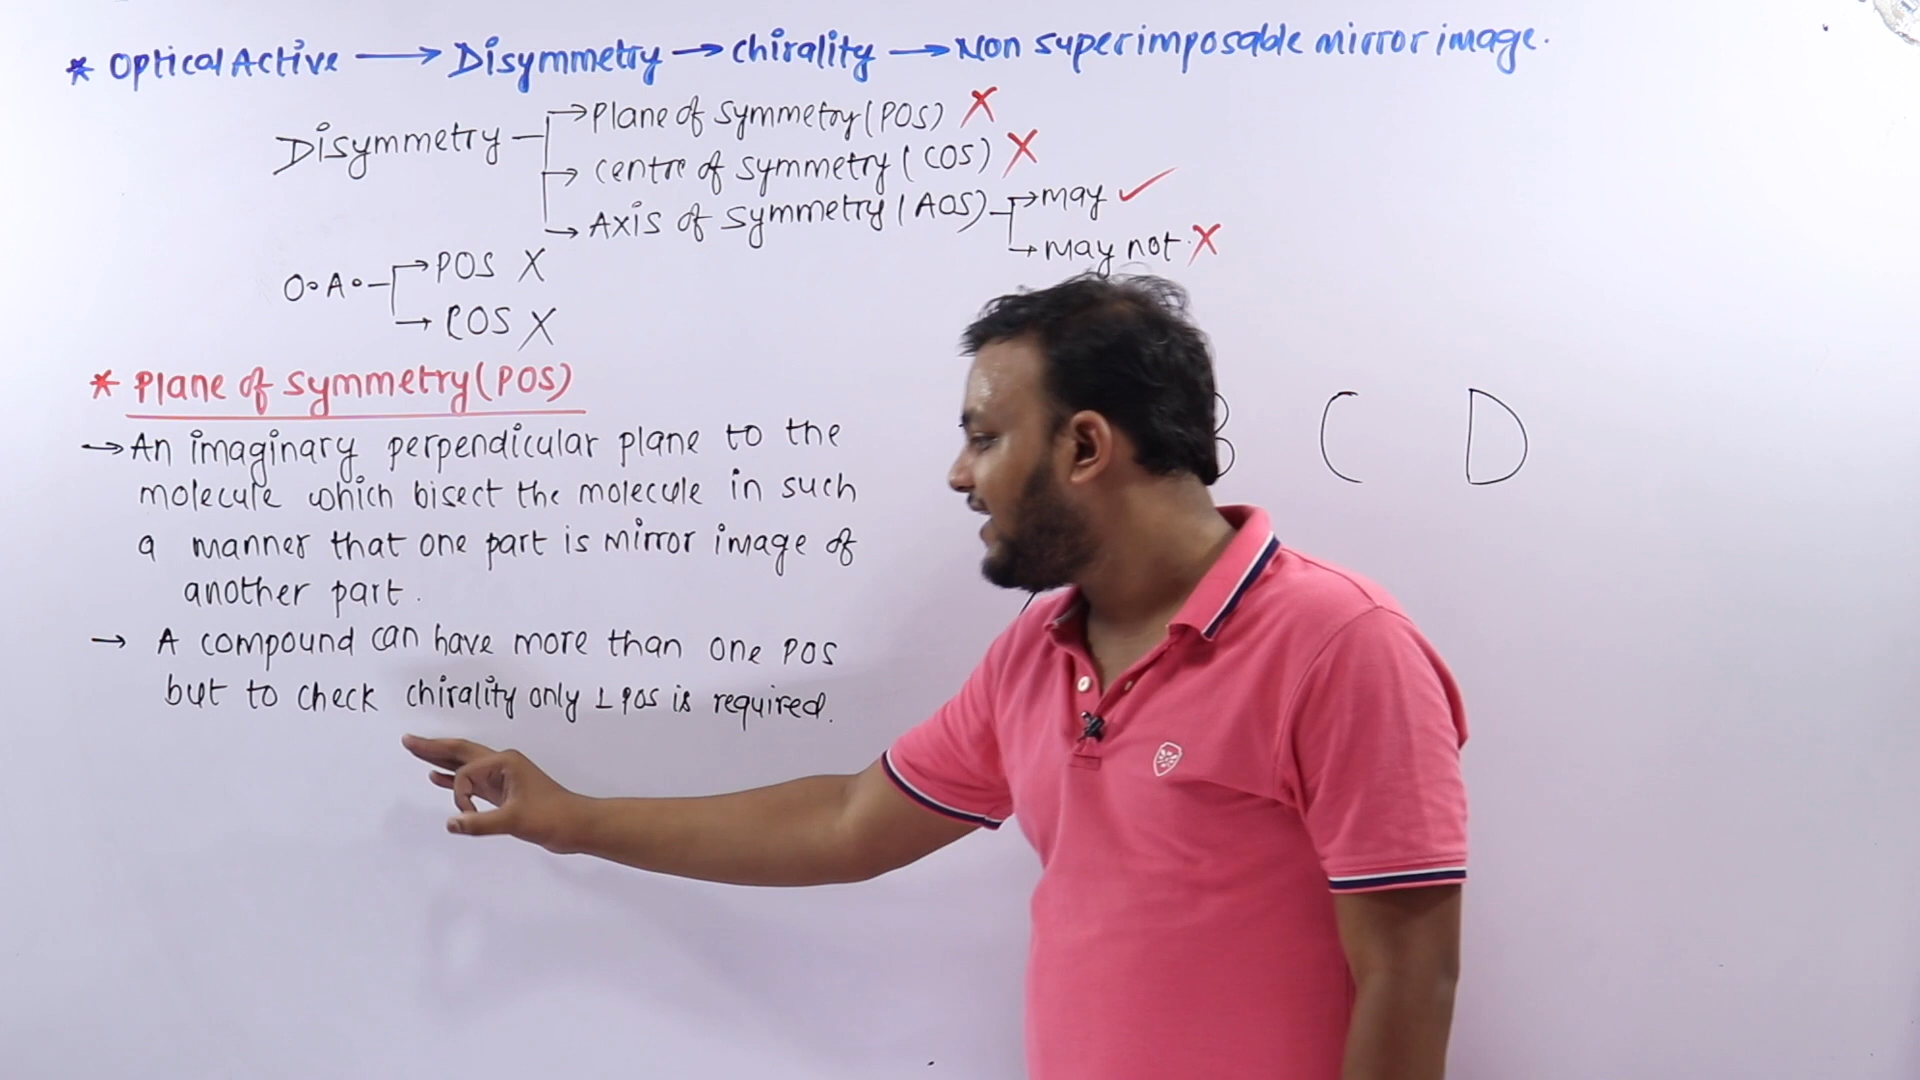 * Optical Active → Disymmetry → chirality → Non superimposable mirror image.
Disymmetry → Plane of symmetry (POS) X
→ centre of symmetry (COS) X
→ Axis of symmetry (AOS) → may ✓
→ may not X
O.A. → POS X
→ COS X
* Plane of symmetry (POS)
→ An imaginary perpendicular plane to the
molecule which bisect the molecule in such
a manner that one part is mirror image of
another part.
→ A compound can have more than one POS
but to check chirality only 1 POS is required.
B C D